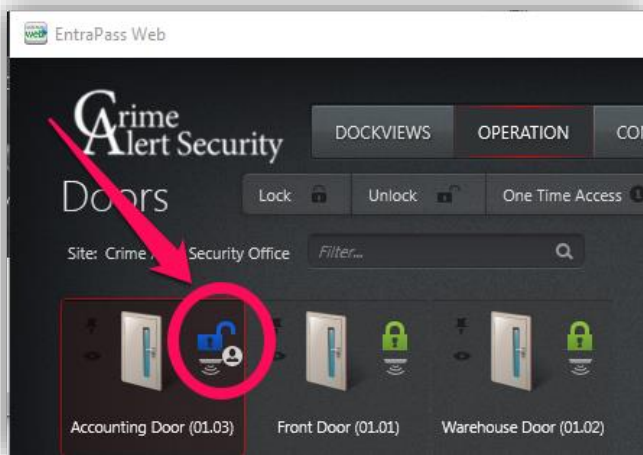 EntraPass Web
Crime
Alert Security
DOCKVIEWS OPERATION
Doors
Lock Unlock One Time Access
Site: Crime Security Office Filter...
Accounting Door (01.03) Front Door (01.01) Warehouse Door (01.02)